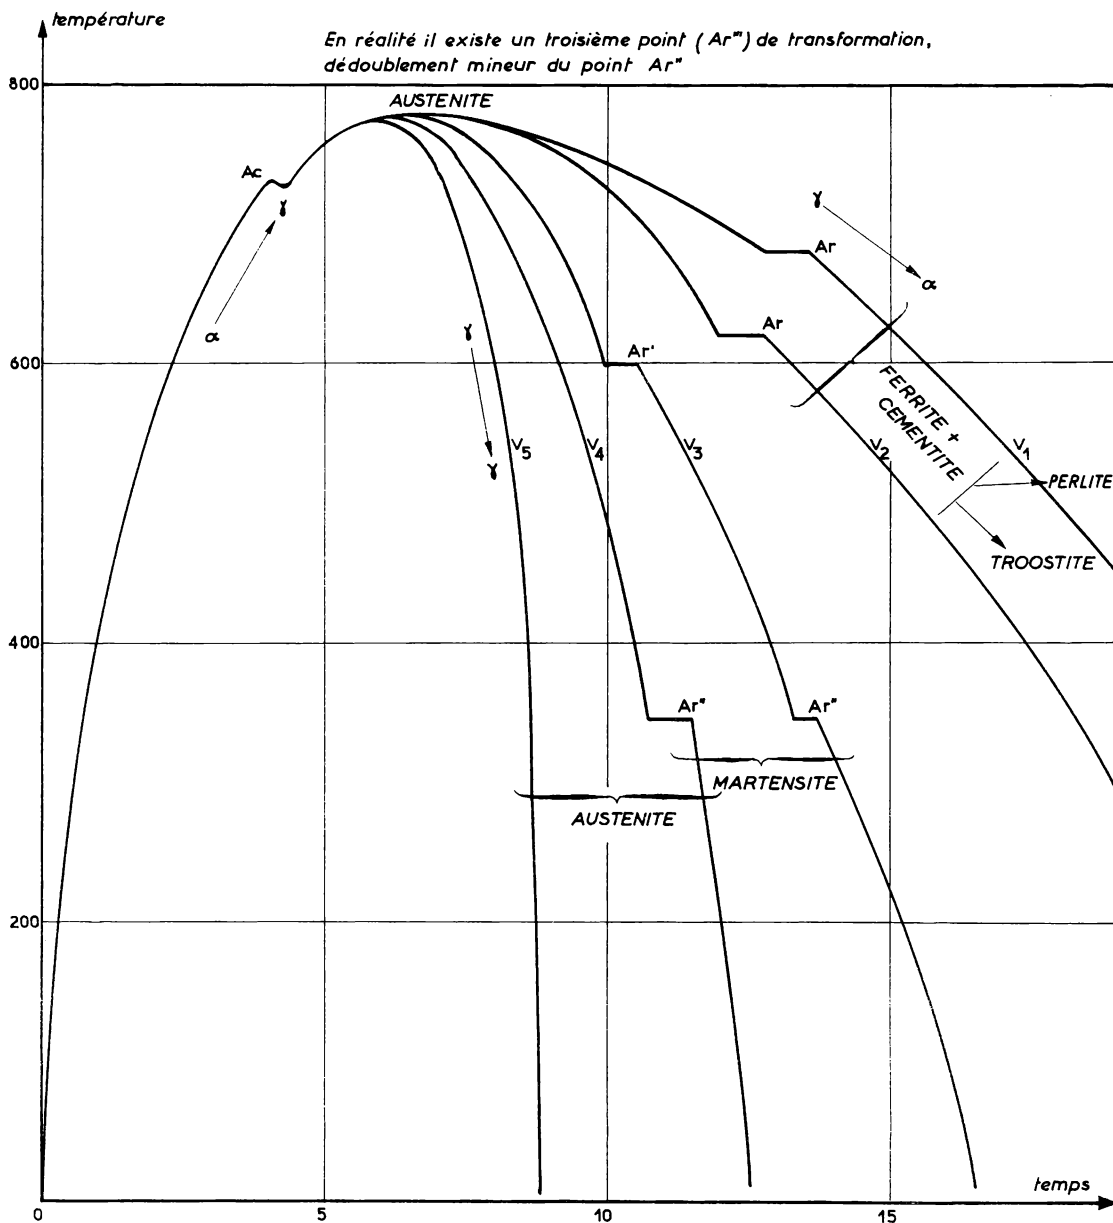 température
En réalité il existe un troisième point (Ar"') de transformation,
dédoublement mineur du point Ar"
800
AUSTENITE
Ac
γ
α
γ
α
Ar
Ar
Ar'
600
γ
γ
V5
V4
V3
V2
V1
FERRITE +
CEMENTITE
PERLITE
TROOSTITE
400
Ar"
Ar"
MARTENSITE
AUSTENITE
200
temps
0
5
10
15